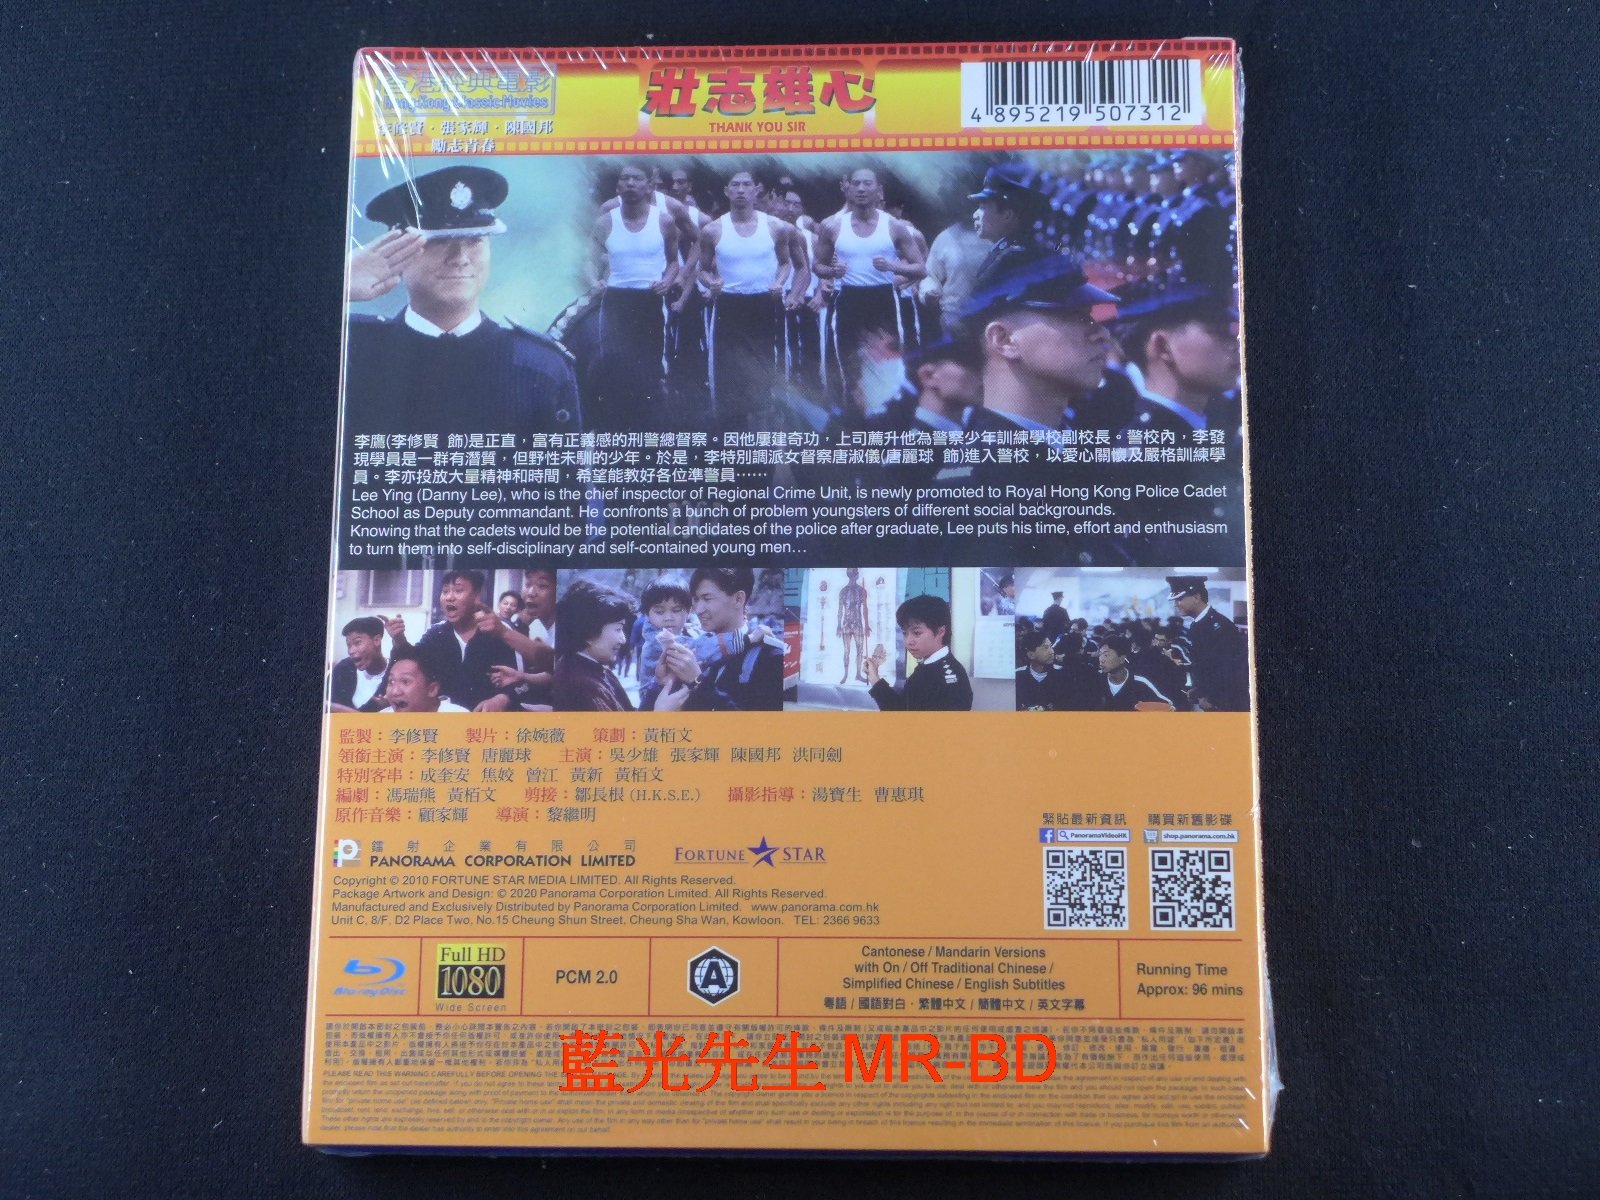 香港經典電影
Hong Kong Classic Movies
李修賢・張家輝・陳國邦
勵志青春
壯志雄心
THANK YOU SIR
4 895219 507312
李鷹(李修賢 飾)是正直，富有正義感的刑警總督察。因他屢建奇功，上司薦升他為警察少年訓練學校副校長。警校內，李發
現學員是一群有潛質，但野性未馴的少年。於是，李特別調派女督察唐淑儀(唐麗球 飾)進入警校，以愛心關懷及嚴格訓練學
員。李亦投放大量精神和時間，希望能教好各位準警員……
Lee Ying (Danny Lee), who is the chief inspector of Regional Crime Unit, is newly promoted to Royal Hong Kong Police Cadet
School as Deputy commandant. He confronts a bunch of problem youngsters of different social backgrounds.
Knowing that the cadets would be the potential candidates of the police after graduate, Lee puts his time, effort and enthusiasm
to turn them into self-disciplinary and self-contained young men...
監製：李修賢 製片：徐婉薇 策劃：黃栢文
領銜主演：李修賢 唐麗球 主演：吳少雄 張家輝 陳國邦 洪同劍
特別客串：成奎安 焦姣 曾江 黃新 黃栢文
編劇：馮瑞熊 黃栢文 剪接：鄒長根 (H.K.S.E.) 攝影指導：湯寶生 曹惠琪
原作音樂：顧家輝 導演：黎繼明
緊貼最新資訊
PanoramaVideoHK
購買新舊影碟
shop.panorama.com.hk
鐳射企業有限公司
PANORAMA CORPORATION LIMITED
FORTUNE STAR
Copyright © 2010 FORTUNE STAR MEDIA LIMITED. All Rights Reserved.
Package Artwork and Design: © 2020 Panorama Corporation Limited. All Rights Reserved.
Manufactured and Exclusively Distributed by Panorama Corporation Limited. www.panorama.com.hk
Unit C, 8/F, D2 Place Two, No.15 Cheung Shun Street, Cheung Sha Wan, Kowloon. TEL: 2366 9633
Blu-ray Disc
Full HD
1080
Wide Screen
PCM 2.0
A
Cantonese / Mandarin Versions
with On / Off Traditional Chinese /
Simplified Chinese / English Subtitles
粵語 / 國語對白・繁體中文 / 簡體中文 / 英文字幕
Running Time
Approx: 96 mins
藍光先生 MR-BD